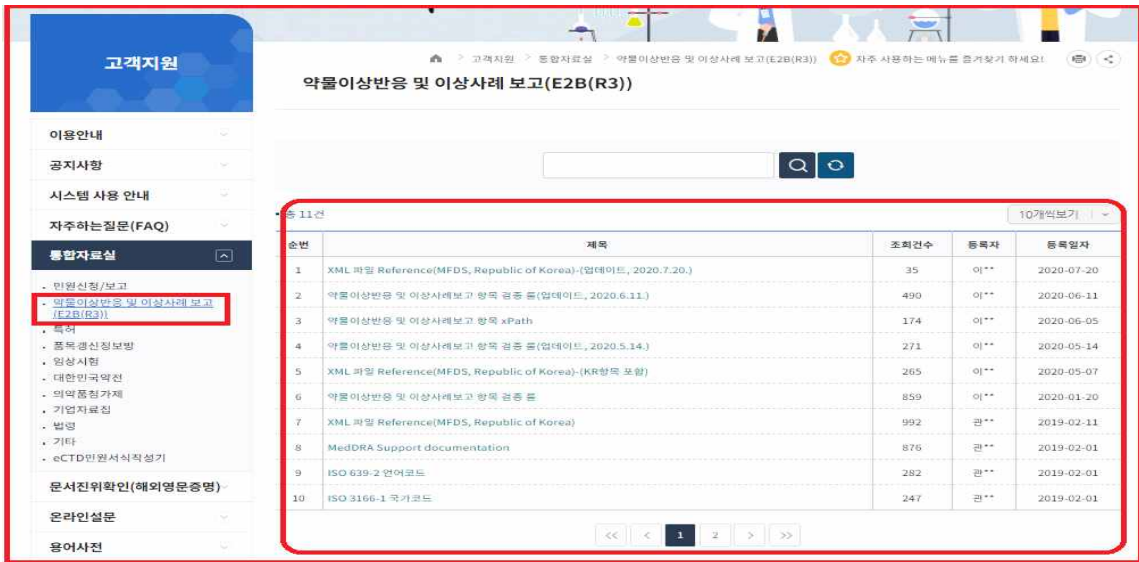 고객지원
고객지원 > 통합자료실 > 약물이상반응 및 이상사례 보고(E2B(R3)) 자주 사용하는 메뉴를 즐겨찾기 하세요!
약물이상반응 및 이상사례 보고(E2B(R3))
이용안내
공지사항
시스템 사용 안내
자주하는질문(FAQ)
통합자료실
민원신청/보고
약물이상반응 및 이상사례 보고
(E2B(R3))
특허
품목갱신정보방
임상시험
대한민국약전
의약품첨가제
기업자료집
법령
기타
eCTD민원서식작성기
문서진위확인(해외영문증명)
온라인설문
용어사전
총 11건 10개씩보기
순번 제목 조회건수 등록자 등록일자
1 XML 파일 Reference(MFDS, Republic of Korea)-(업데이트, 2020.7.20.) 35 이** 2020-07-20
2 약물이상반응 및 이상사례보고 항목 검증 룰(업데이트, 2020.6.11.) 490 이** 2020-06-11
3 약물이상반응 및 이상사례보고 항목 xPath 174 이** 2020-06-05
4 약물이상반응 및 이상사례보고 항목 검증 룰(업데이트, 2020.5.14.) 271 이** 2020-05-14
5 XML 파일 Reference(MFDS, Republic of Korea)-(KR항목 포함) 265 이** 2020-05-07
6 약물이상반응 및 이상사례보고 항목 검증 룰 859 이** 2020-01-20
7 XML 파일 Reference(MFDS, Republic of Korea) 992 관** 2019-02-11
8 MedDRA Support documentation 876 관** 2019-02-01
9 ISO 639-2 언어코드 282 관** 2019-02-01
10 ISO 3166-1 국가코드 247 관** 2019-02-01
<< < 1 2 > >>